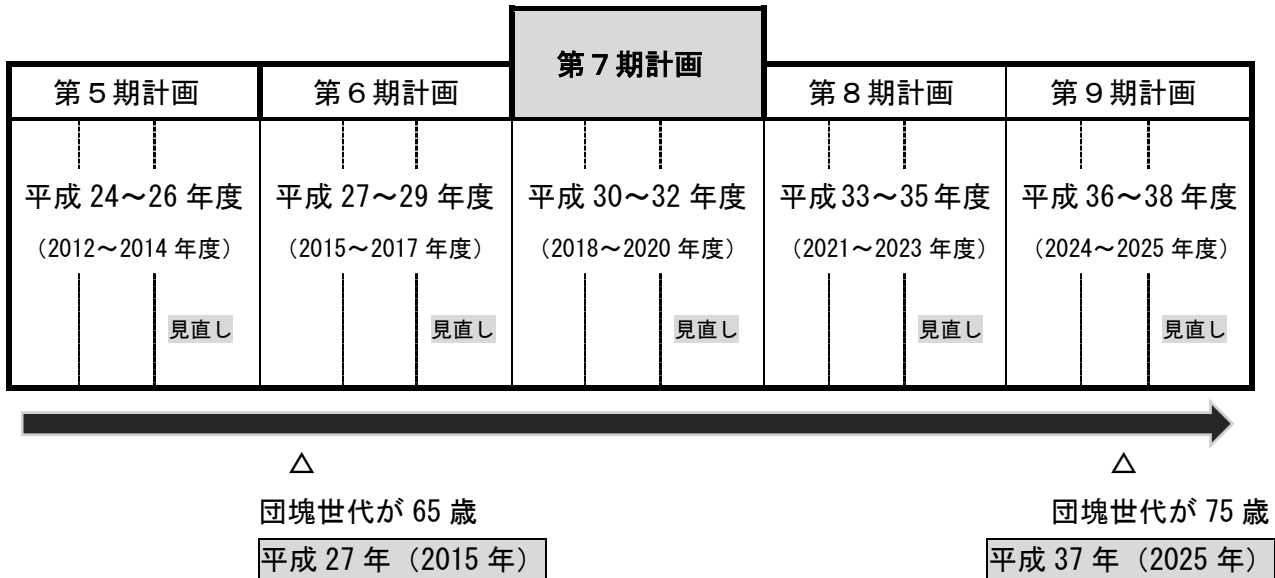 第７期計画
第５期計画
第６期計画
第８期計画
第９期計画
平成 24～26 年度
平成 27～29 年度
平成 30～32 年度
平成 33～35 年度
平成 36～38 年度
（2012～2014 年度）
（2015～2017 年度）
（2018～2020 年度）
（2021～2023 年度）
（2024～2025 年度）
見直し
見直し
見直し
見直し
見直し
△
△
団塊世代が 65 歳
団塊世代が 75 歳
平成 27 年（2015 年）
平成 37 年（2025 年）